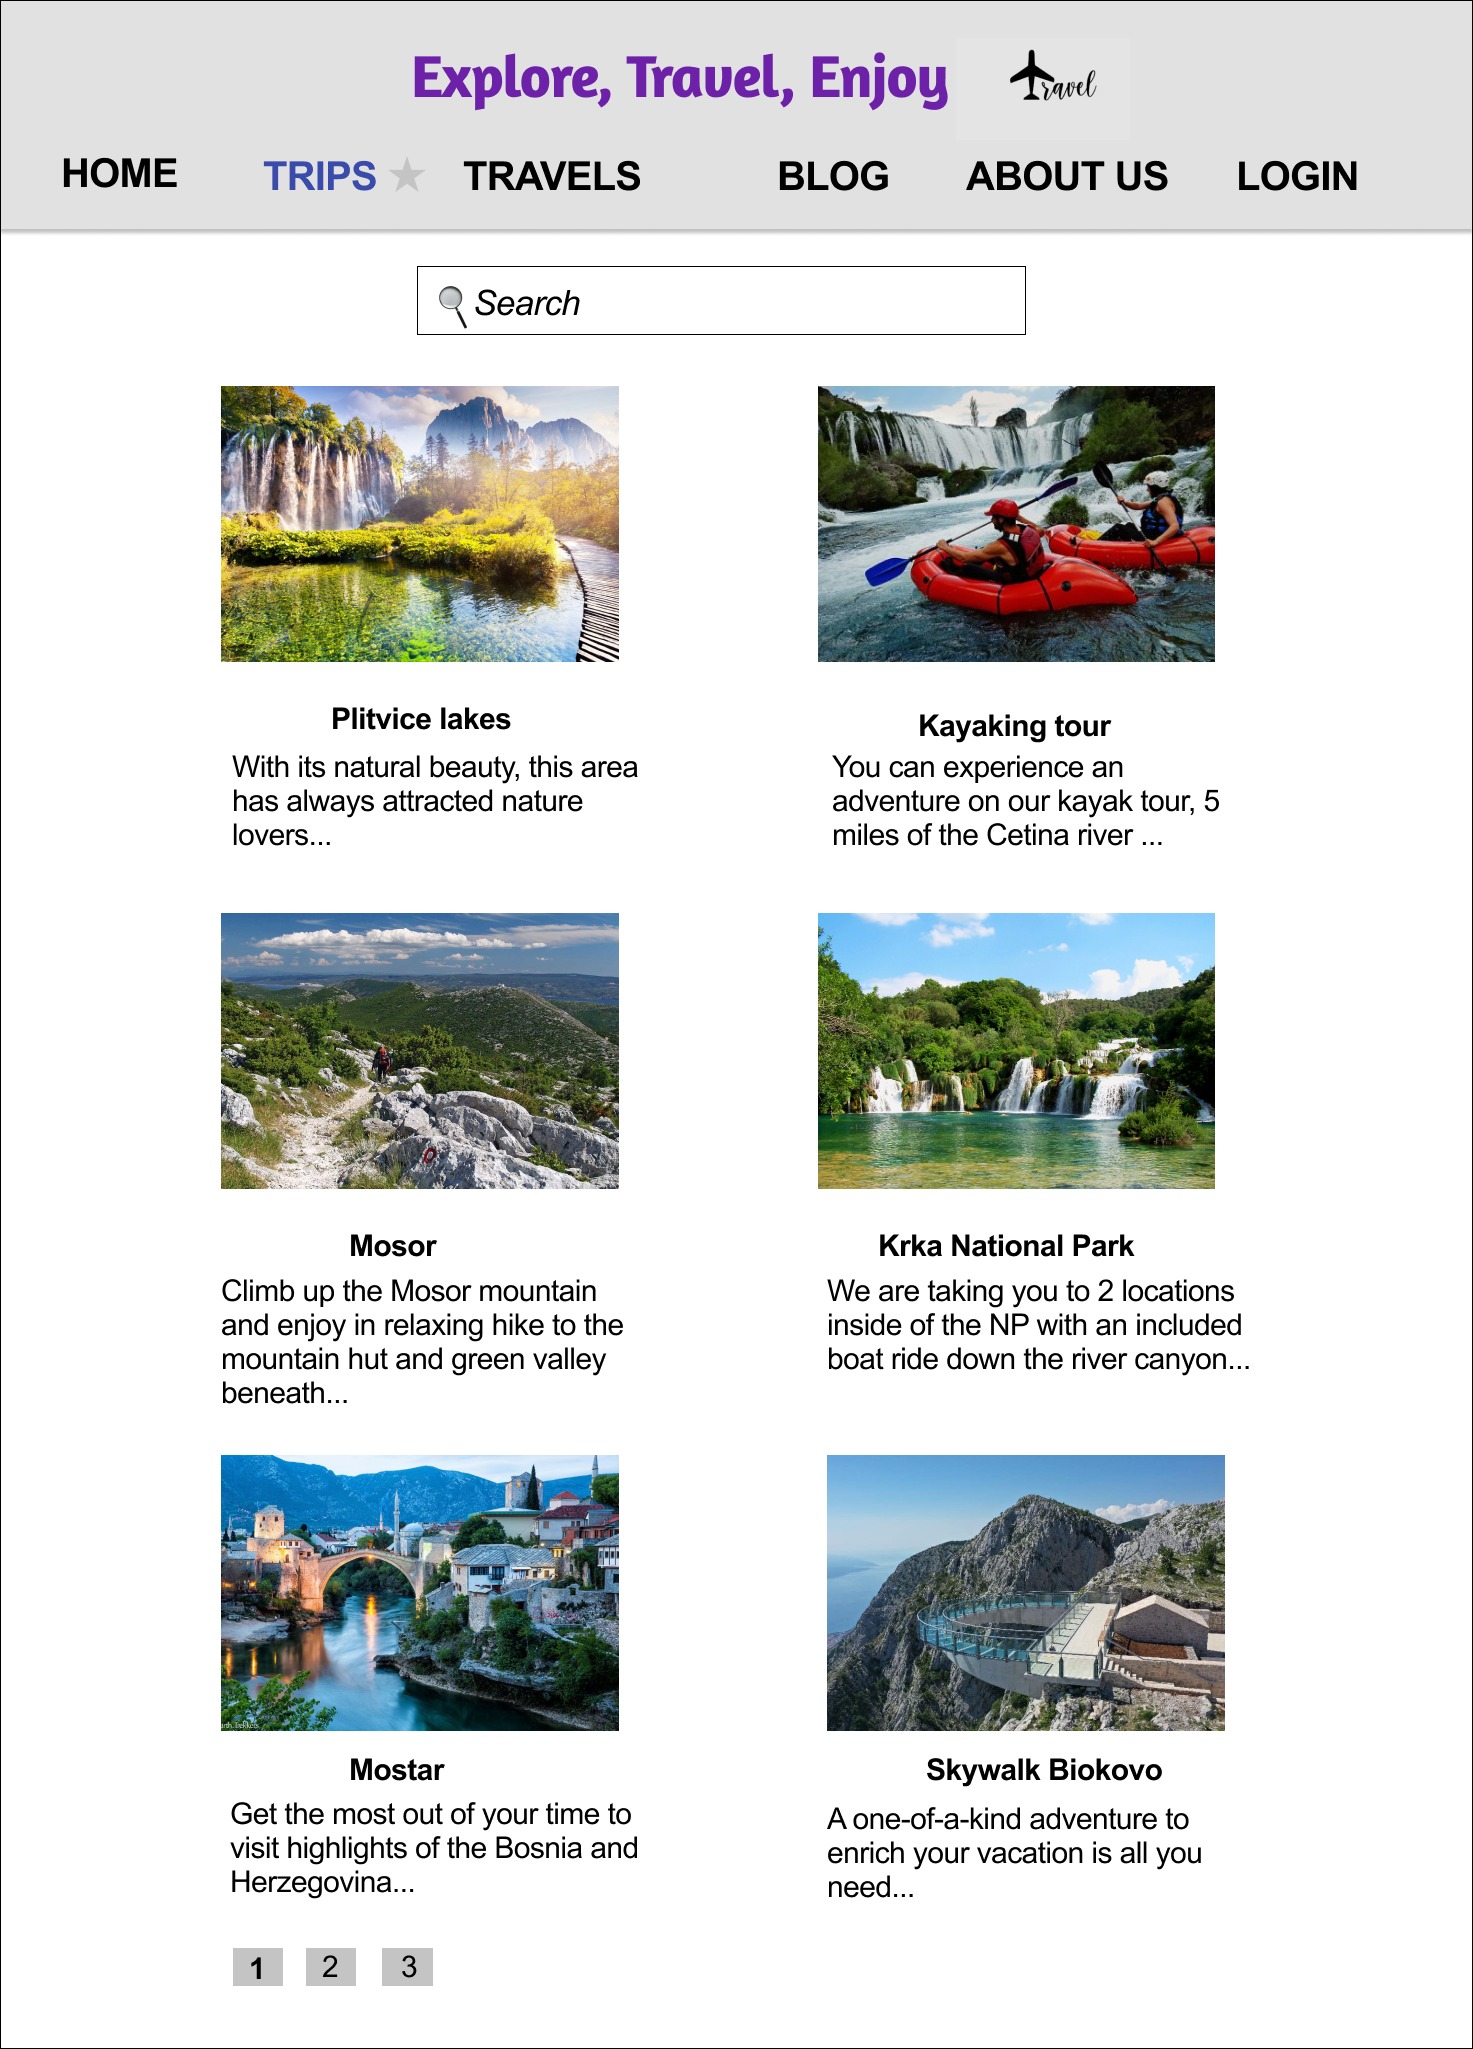 Explore, Travel, Enjoy
Travel
HOME TRIPS TRAVELS BLOG ABOUT US LOGIN
Search
Plitvice lakes
With its natural beauty, this area
has always attracted nature
lovers...
Kayaking tour
You can experience an
adventure on our kayak tour, 5
miles of the Cetina river ...
Mosor
Climb up the Mosor mountain
and enjoy in relaxing hike to the
mountain hut and green valley
beneath...
Krka National Park
We are taking you to 2 locations
inside of the NP with an included
boat ride down the river canyon...
Mostar
Get the most out of your time to
visit highlights of the Bosnia and
Herzegovina...
Skywalk Biokovo
A one-of-a-kind adventure to
enrich your vacation is all you
need...
1 2 3